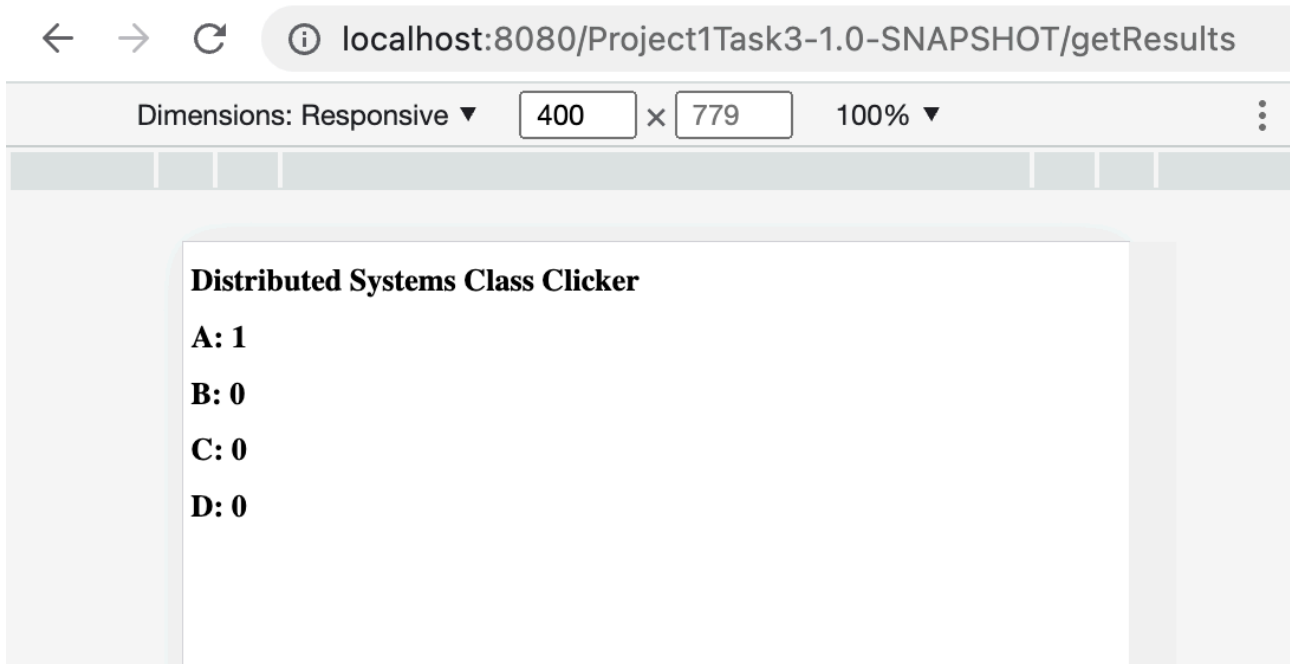 localhost:8080/Project1Task3-1.0-SNAPSHOT/getResults
Dimensions: Responsive ▼ 400 × 779 100% ▼
Distributed Systems Class Clicker
A: 1
B: 0
C: 0
D: 0